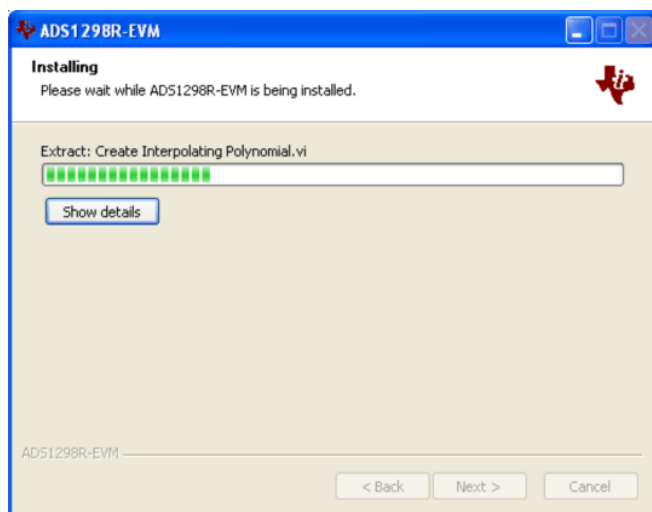 ADS1298R-EVM
Installing
Please wait while ADS1298R-EVM is being installed.
Extract: Create Interpolating Polynomial.vi
Show details
ADS1298R-EVM
< Back Next > Cancel